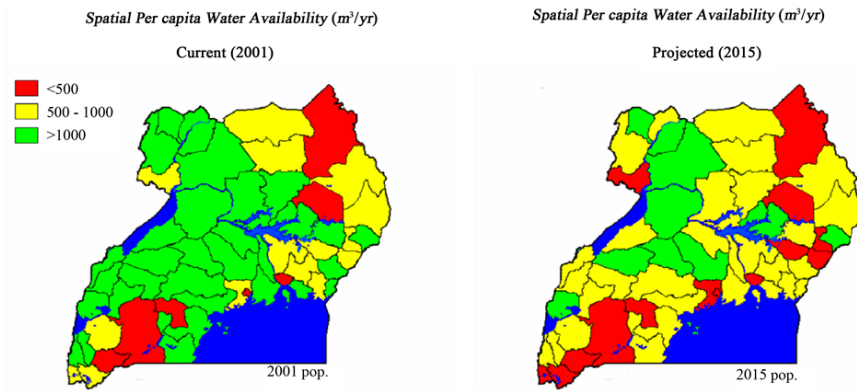 Spatial Per capita Water Availability (m³/yr)
Current (2001)
<500
500 - 1000
>1000
2001 pop.
Spatial Per capita Water Availability (m³/yr)
Projected (2015)
2015 pop.